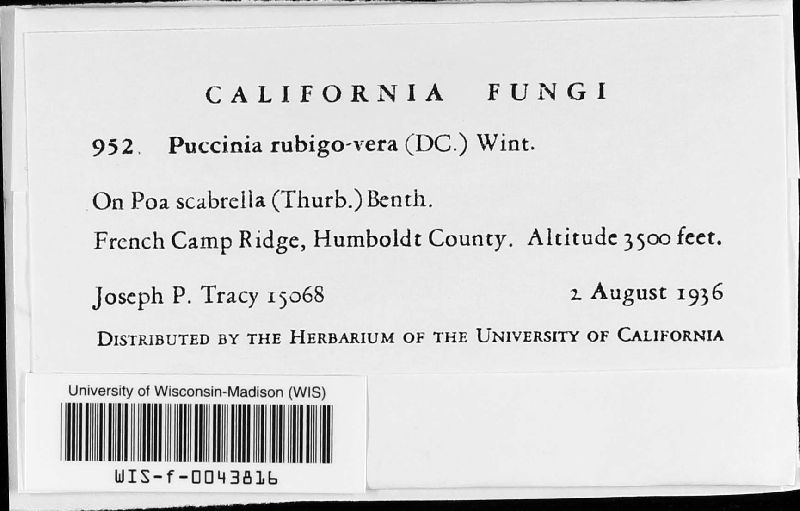 CALIFORNIA FUNGI
952. Puccinia rubigo-vera (DC.) Wint.
On Poa scabrella (Thurb.) Benth.
French Camp Ridge, Humboldt County. Altitude 3500 feet.
Joseph P. Tracy 15068 2 August 1936
DISTRIBUTED BY THE HERBARIUM OF THE UNIVERSITY OF CALIFORNIA
University of Wisconsin-Madison (WIS)
WIS-f-0043816